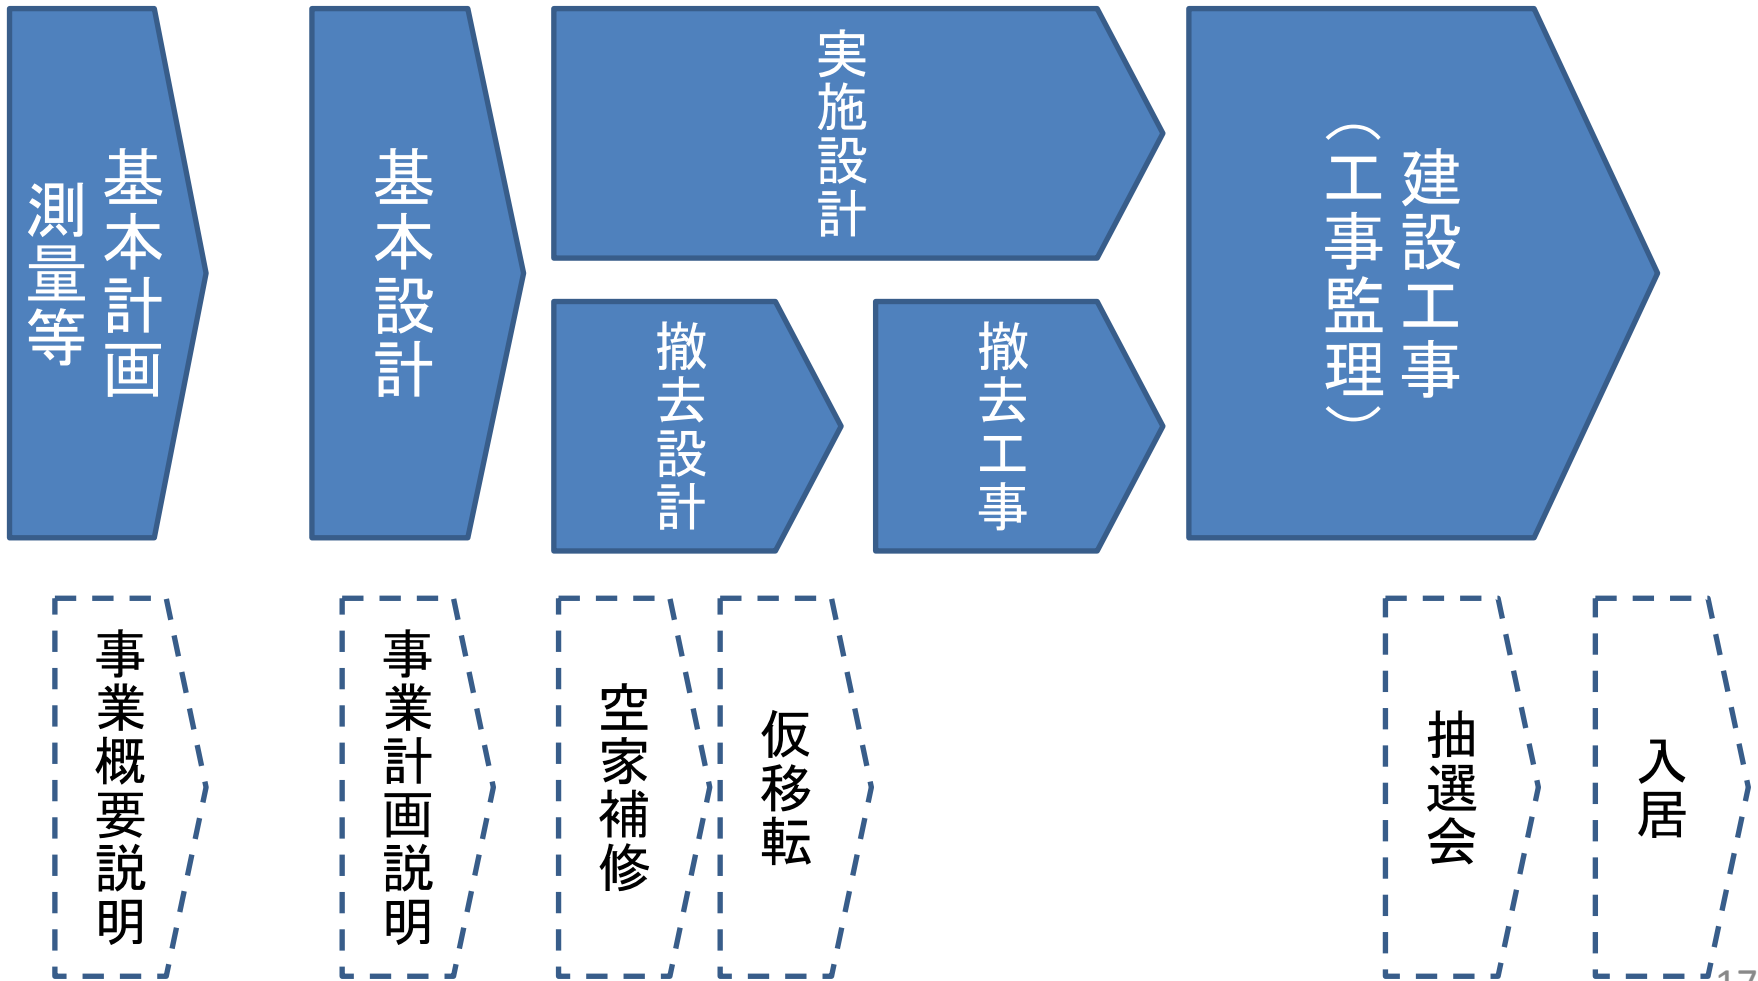 基本計画
測量等
基本設計
実施設計
撤去設計
撤去工事
建設工事
（工事監理）
事業概要説明
事業計画説明
空家補修
仮移転
抽選会
入居
17